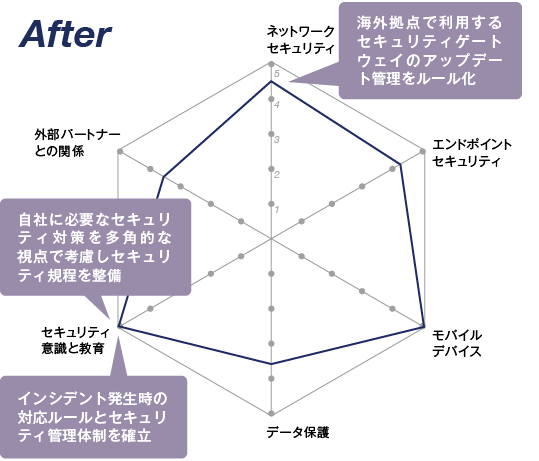 After
ネットワーク
セキュリティ
海外拠点で利用する
セキュリティゲート
ウェイのアップデー
ト管理をルール化
5
4
3
2
1
外部パートナー
との関係
エンドポイント
セキュリティ
自社に必要なセキュリ
ティ対策を多角的な
視点で考慮しセキュリ
ティ規程を整備
セキュリティ
意識と教育
モバイル
デバイス
インシデント発生時の
対応ルールとセキュリ
ティ管理体制を確立
データ保護